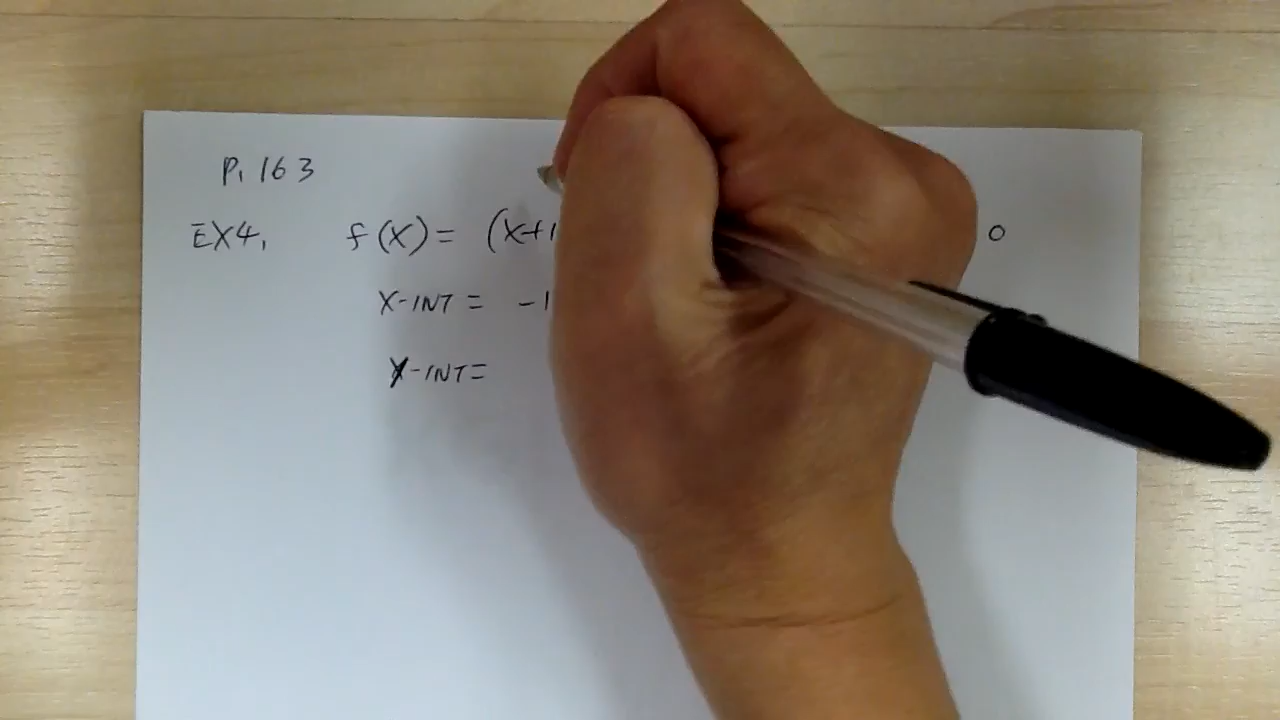 P. 163
EX4. f(x) = (x+1 0
X-INT = -1
Y-INT =